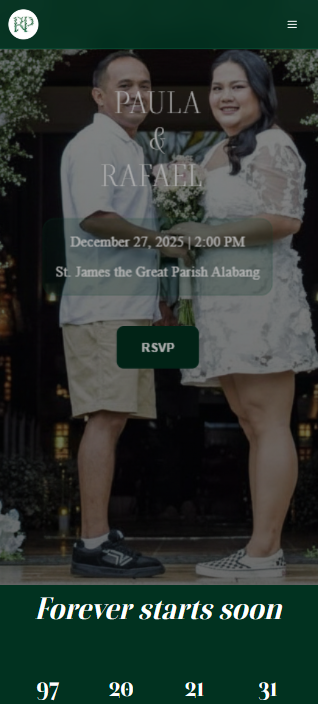 RP
PAULA
&
RAFAEL
December 27, 2025 | 2:00 PM
St. James the Great Parish Alabang
RSVP
Forever starts soon
97 20 21 31